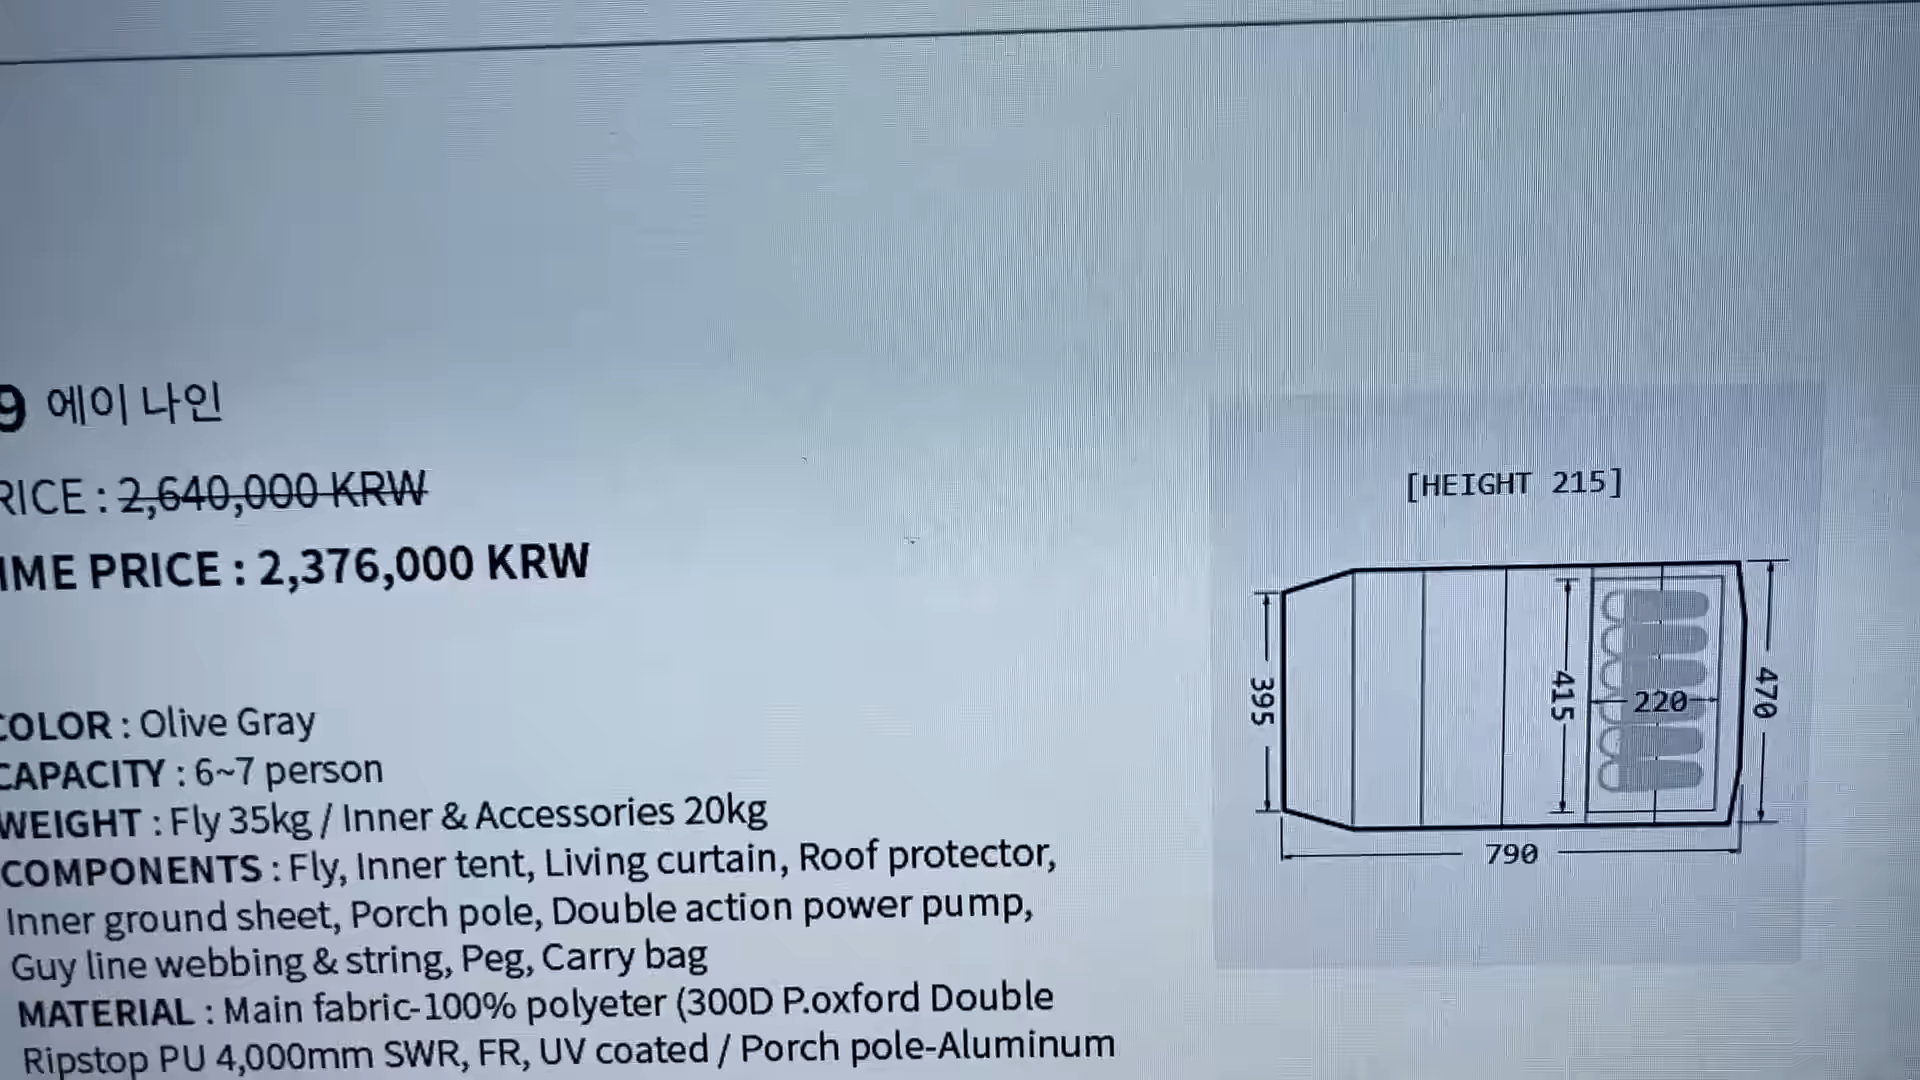 9 에이 나인
RICE : 2,640,000 KRW
IME PRICE : 2,376,000 KRW
COLOR : Olive Gray
CAPACITY : 6~7 person
WEIGHT : Fly 35kg / Inner & Accessories 20kg
COMPONENTS : Fly, Inner tent, Living curtain, Roof protector,
Inner ground sheet, Porch pole, Double action power pump,
Guy line webbing & string, Peg, Carry bag
MATERIAL : Main fabric-100% polyeter (300D P.oxford Double
Ripstop PU 4,000mm SWR, FR, UV coated / Porch pole-Aluminum
[HEIGHT 215]
395
415
220
470
790